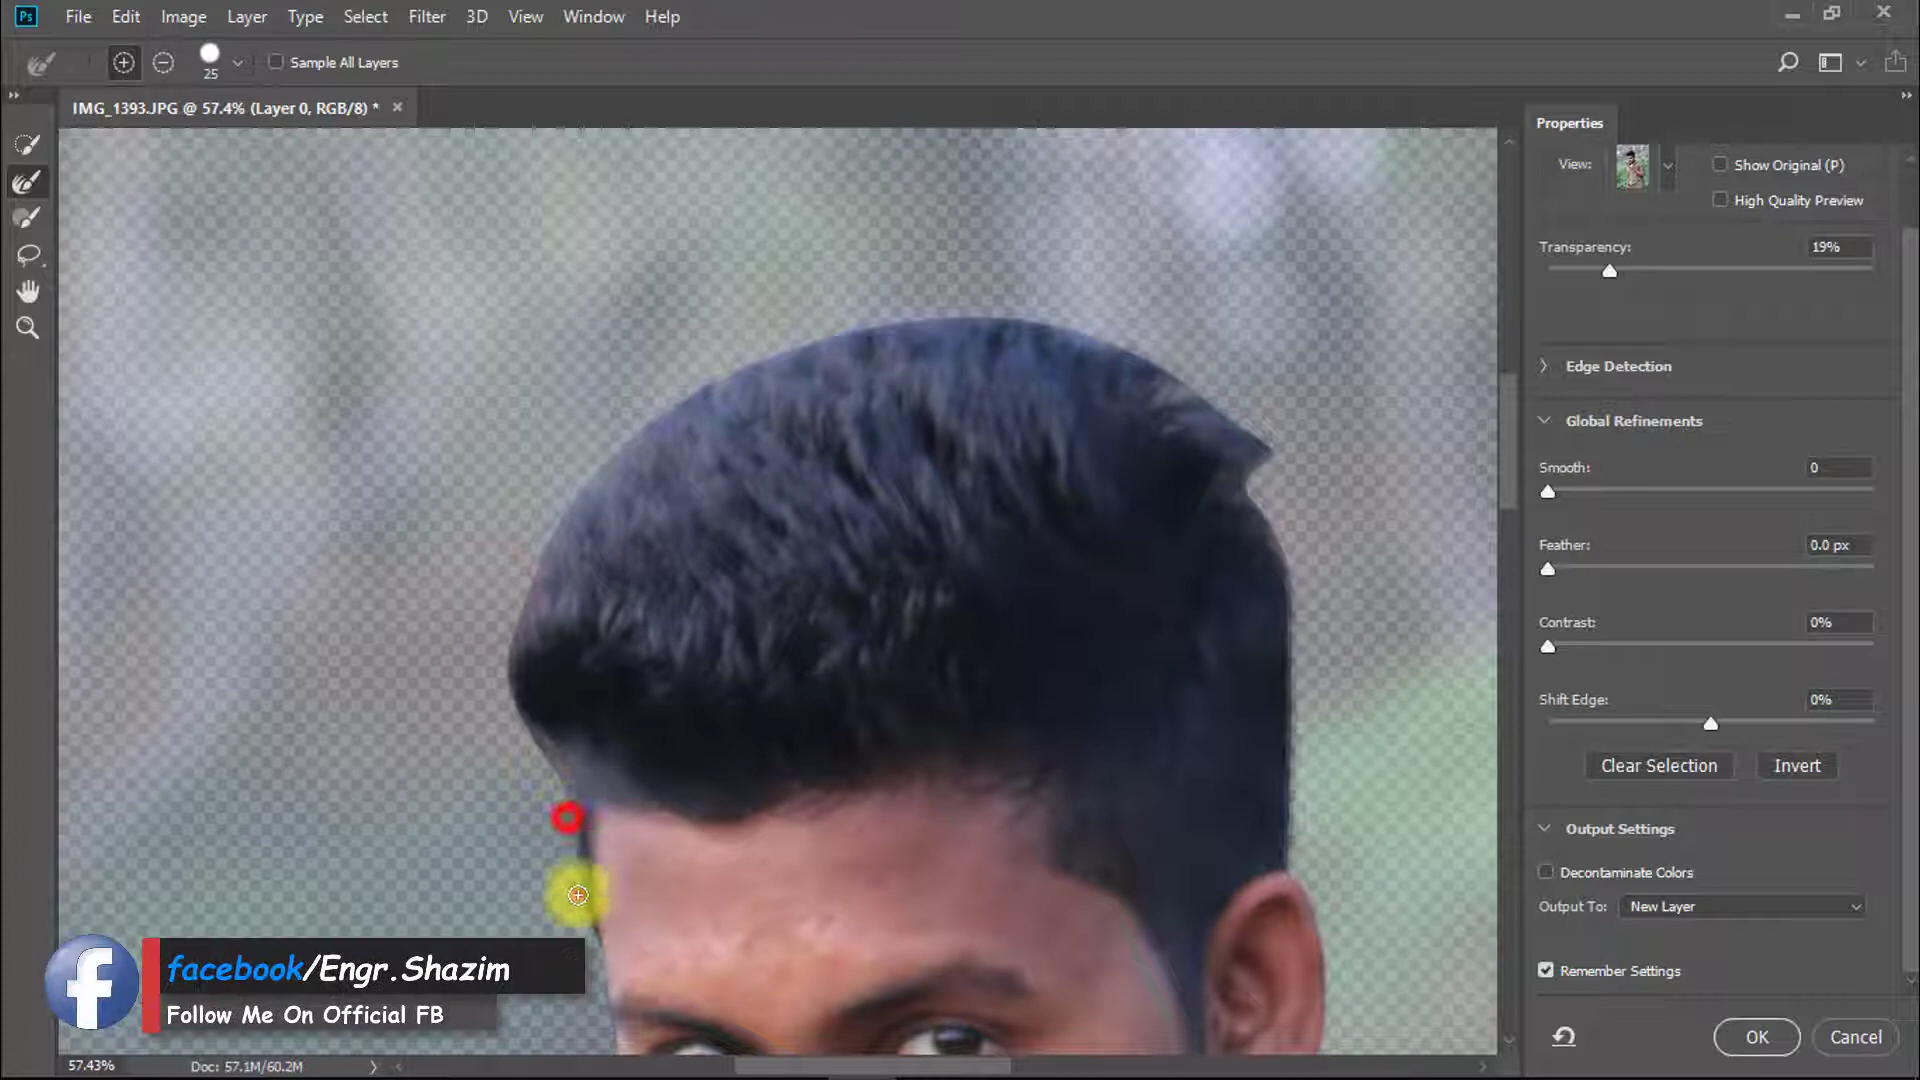 Ps File Edit Image Layer Type Select Filter 3D View Window Help
25 Sample All Layers
IMG_1393.JPG @ 57.4% (Layer 0, RGB/8) *
Properties
View: Show Original (P)
High Quality Preview
Transparency: 19%
Edge Detection
Global Refinements
Smooth: 0
Feather: 0.0 px
Contrast: 0%
Shift Edge: 0%
Clear Selection Invert
Output Settings
Decontaminate Colors
Output To: New Layer
Remember Settings
OK Cancel
facebook/Engr.Shazim
Follow Me On Official FB
57.43% Doc: 57.1M/60.2M